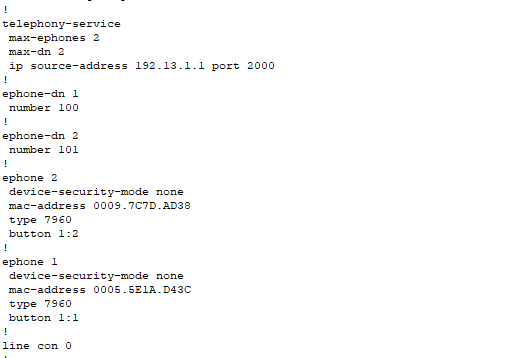 !
telephony-service
max-ephones 2
max-dn 2
ip source-address 192.13.1.1 port 2000
!
ephone-dn 1
number 100
!
ephone-dn 2
number 101
!
ephone 2
device-security-mode none
mac-address 0009.7C7D.AD38
type 7960
button 1:2
!
ephone 1
device-security-mode none
mac-address 0005.5E1A.D43C
type 7960
button 1:1
!
line con 0